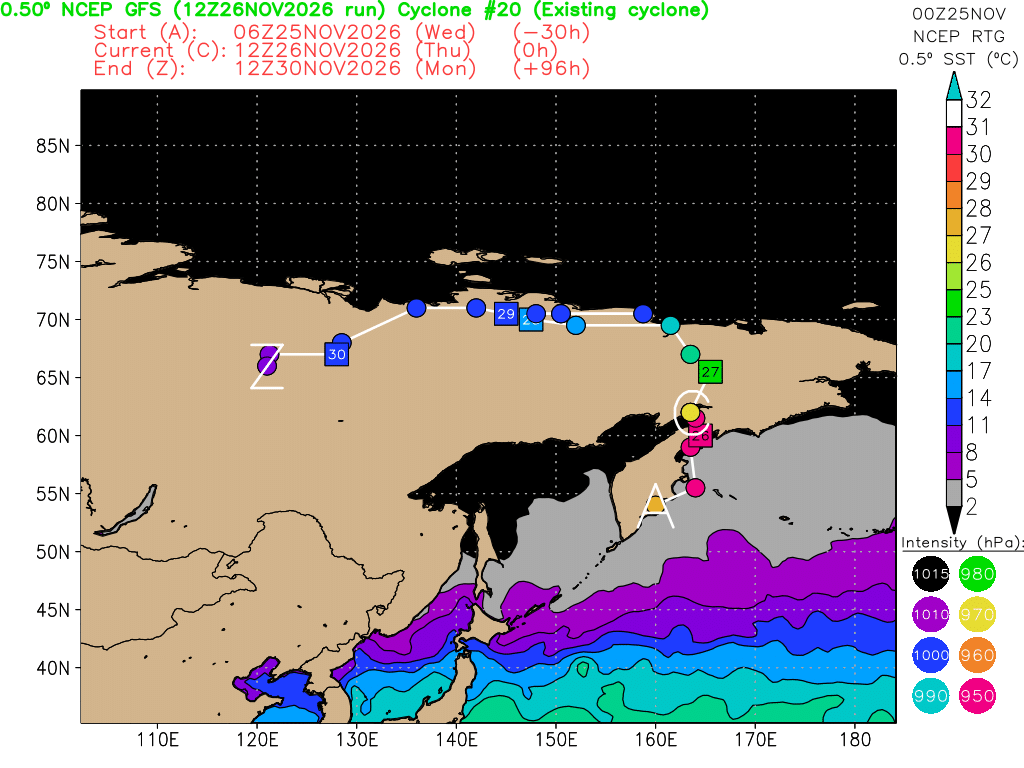 0.50º NCEP GFS (12Z26NOV2026 run) Cyclone #20 (Existing cyclone)
Start (A): 06Z25NOV2026 (Wed) (−30h)
Current (C): 12Z26NOV2026 (Thu) (0h)
End (Z): 12Z30NOV2026 (Mon) (+96h)
00Z25NOV
NCEP RTG
0.5º SST (ºC)
32
31
30
29
28
27
26
25
23
20
17
14
11
8
5
2
85N
80N
75N
70N
65N
60N
55N
50N
45N
40N
110E
120E
130E
140E
150E
160E
170E
180
29
30
27
26
A
C
Z
Intensity (hPa):
1015 980
1010 970
1000 960
990 950